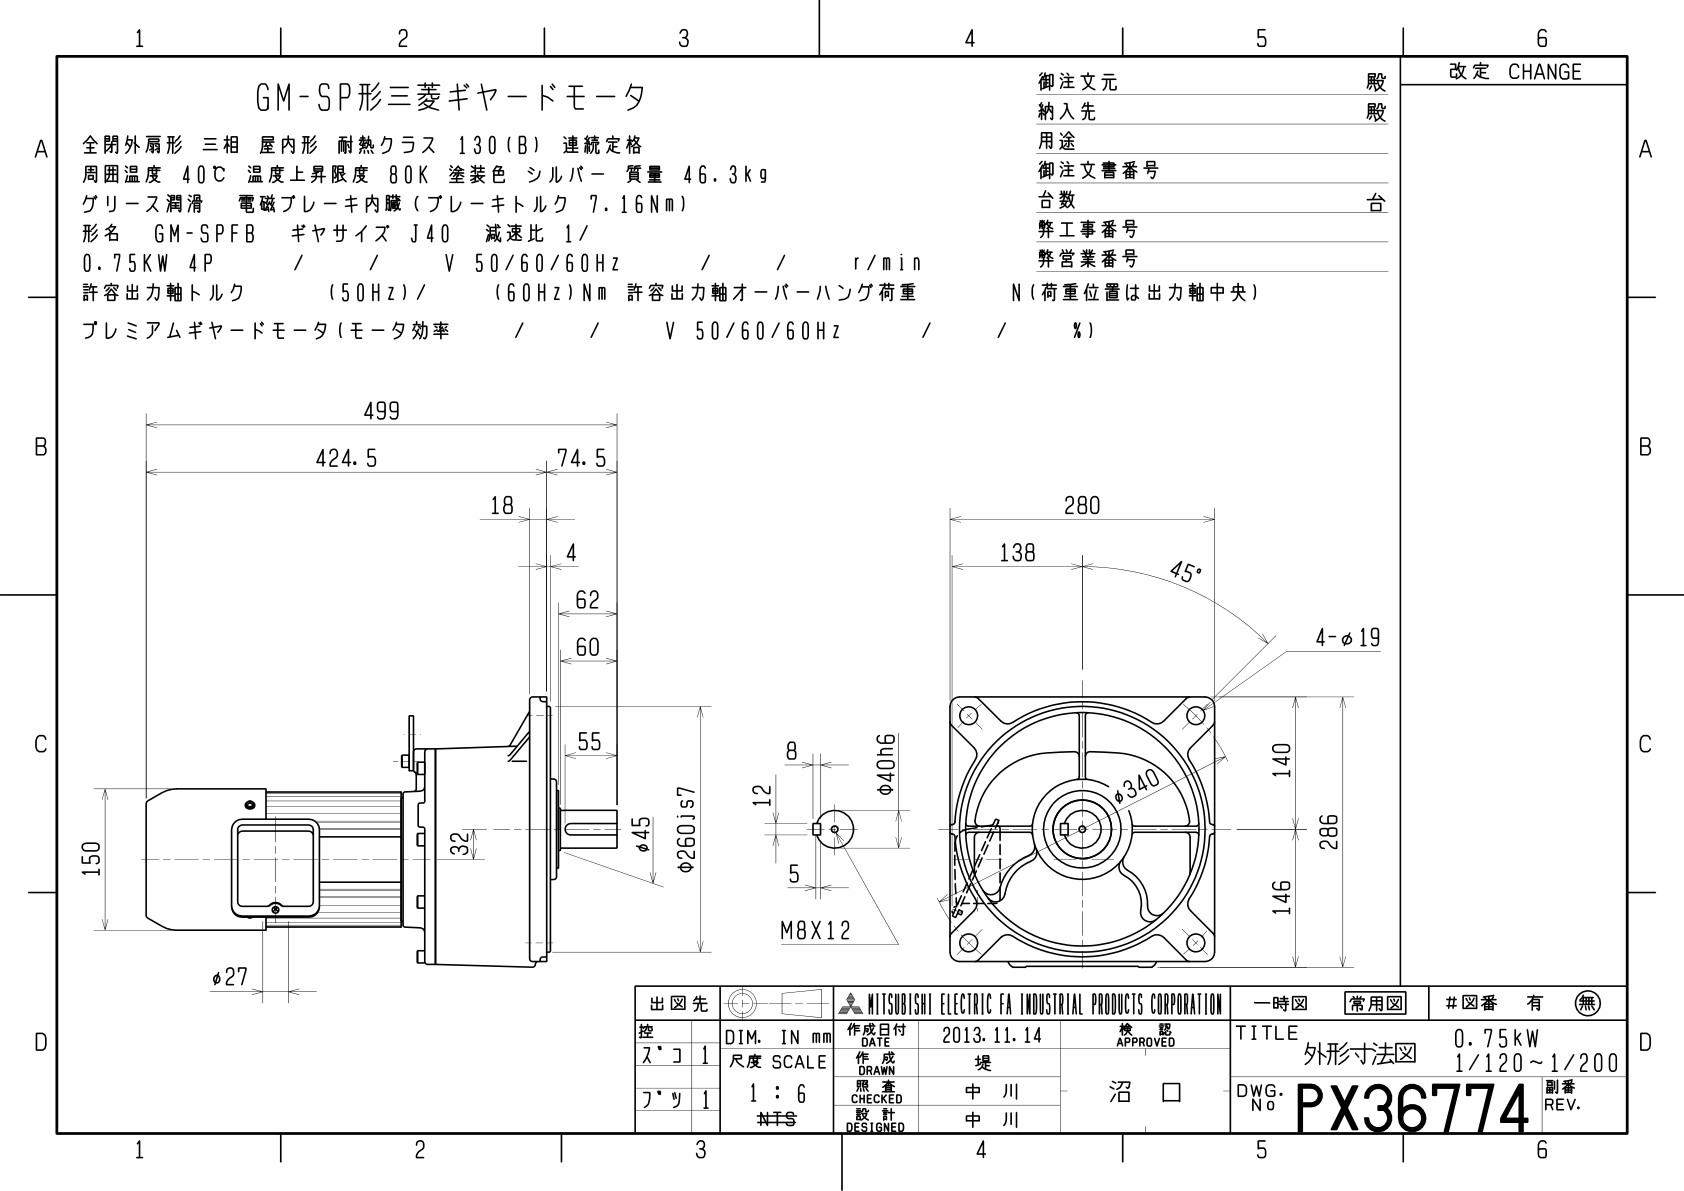 1 2 3 4 5 6
改定 CHANGE
GM-SP形三菱ギヤードモータ
全閉外扇形 三相 屋内形 耐熱クラス 130(B) 連続定格
周囲温度 40℃ 温度上昇限度 80K 塗装色 シルバー 質量 46.3kg
グリース潤滑 電磁ブレーキ内臓(ブレーキトルク 7.16Nm)
形名 GM-SPFB ギヤサイズ J40 減速比 1/
0.75KW 4P / / V 50/60/60Hz / / r/min
許容出力軸トルク (50Hz)/ (60Hz)Nm 許容出力軸オーバーハング荷重 N(荷重位置は出力軸中央)
プレミアムギヤードモータ(モータ効率 / / V 50/60/60Hz / / %)
御注文元 殿
納入先 殿
用途
御注文書番号
台数 台
弊工事番号
弊営業番号
A A
B B
C C
D D
499
424.5 74.5
18
4
62
60
55
150
32
φ45
Φ260js7
φ27
8
12
5
Φ40h6
M8X12
280
138
45°
4-φ19
φ340
140
146
286
出図先
控
ズコ 1
ブツ 1
DIM. IN mm
尺度 SCALE
1 : 6
NTS
MITSUBISHI ELECTRIC FA INDUSTRIAL PRODUCTS CORPORATION
作成日付 DATE 2013.11.14
作成 DRAWN 堤
照査 CHECKED 中川
設計 DESIGNED 中川
検認 APPROVED
沼口
一時図 常用図 #図番 有 無
TITLE 外形寸法図 0.75kW
1/120~1/200
DWG. No PX36774 副番 REV.
1 2 3 4 5 6